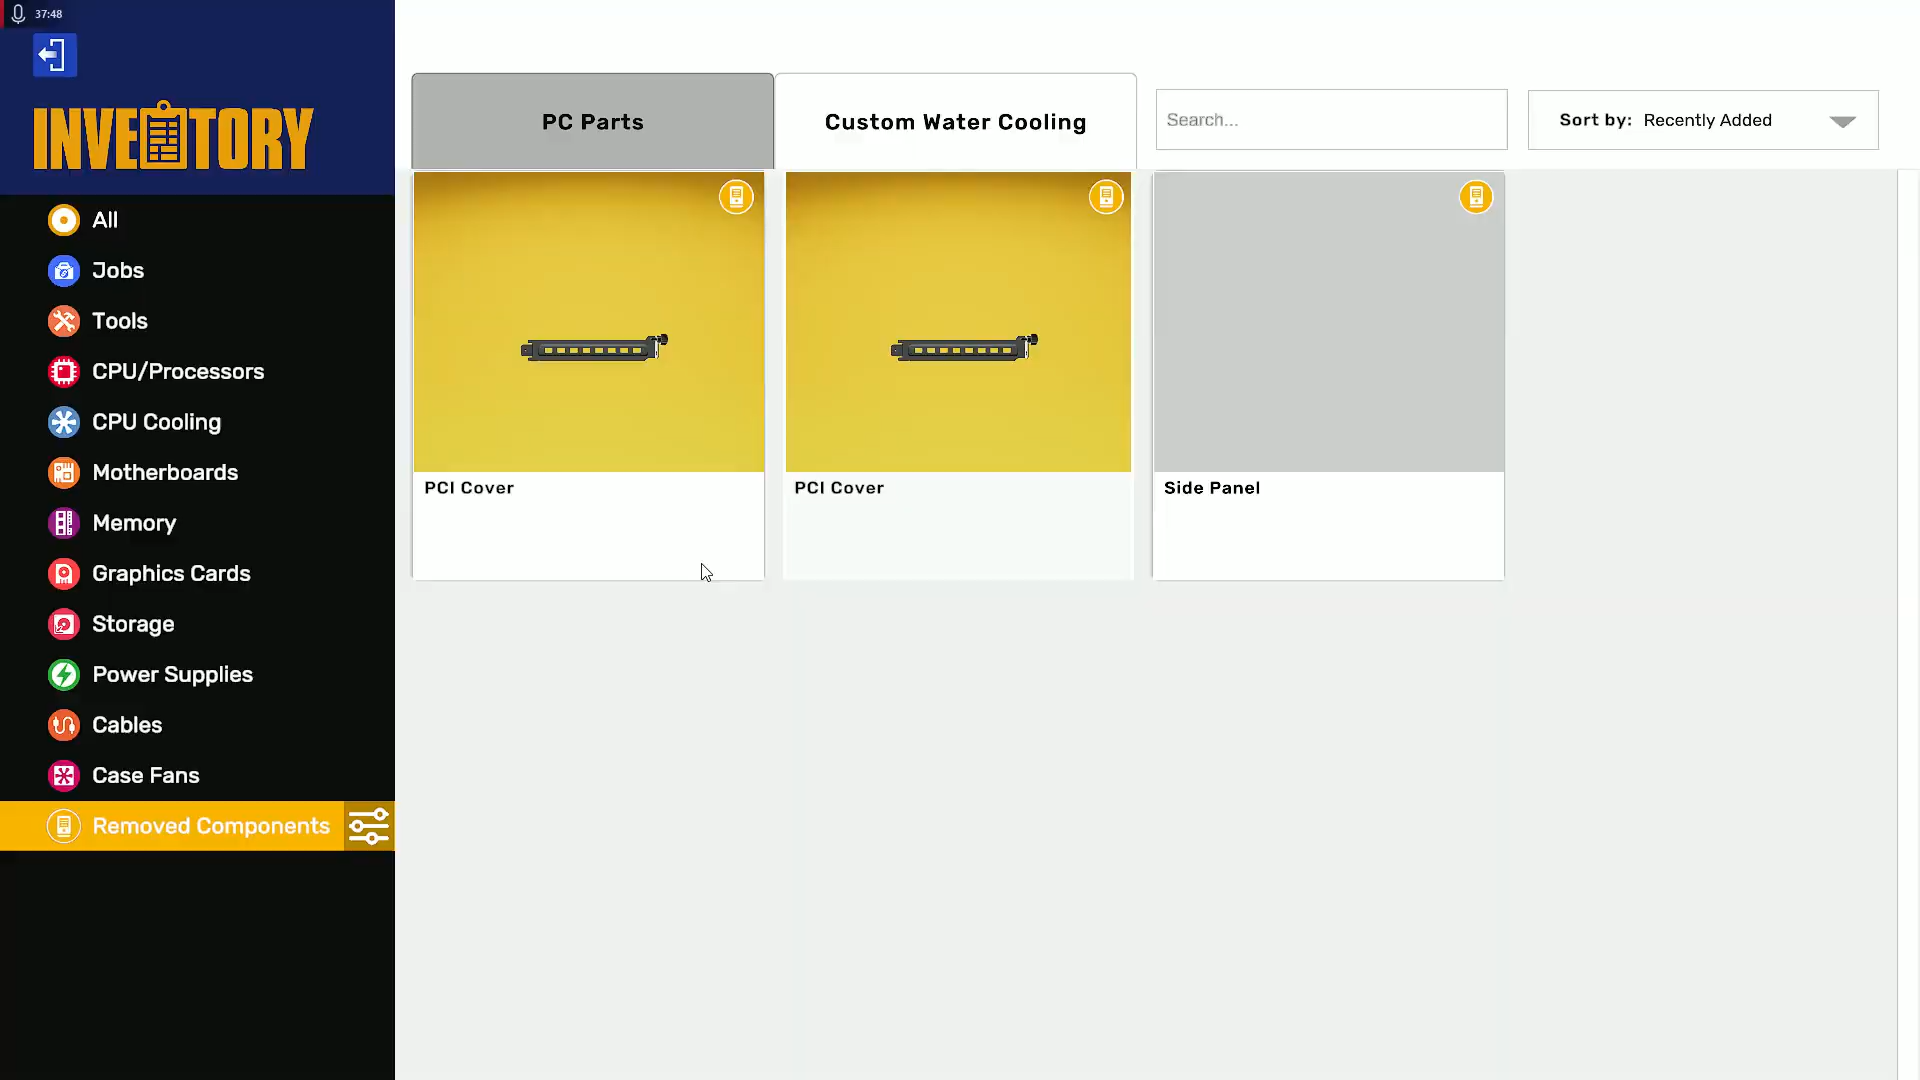 37:48
INVENTORY
All
Jobs
Tools
CPU/Processors
CPU Cooling
Motherboards
Memory
Graphics Cards
Storage
Power Supplies
Cables
Case Fans
Removed Components
PC Parts
Custom Water Cooling
Search...
Sort by: Recently Added
PCI Cover
PCI Cover
Side Panel